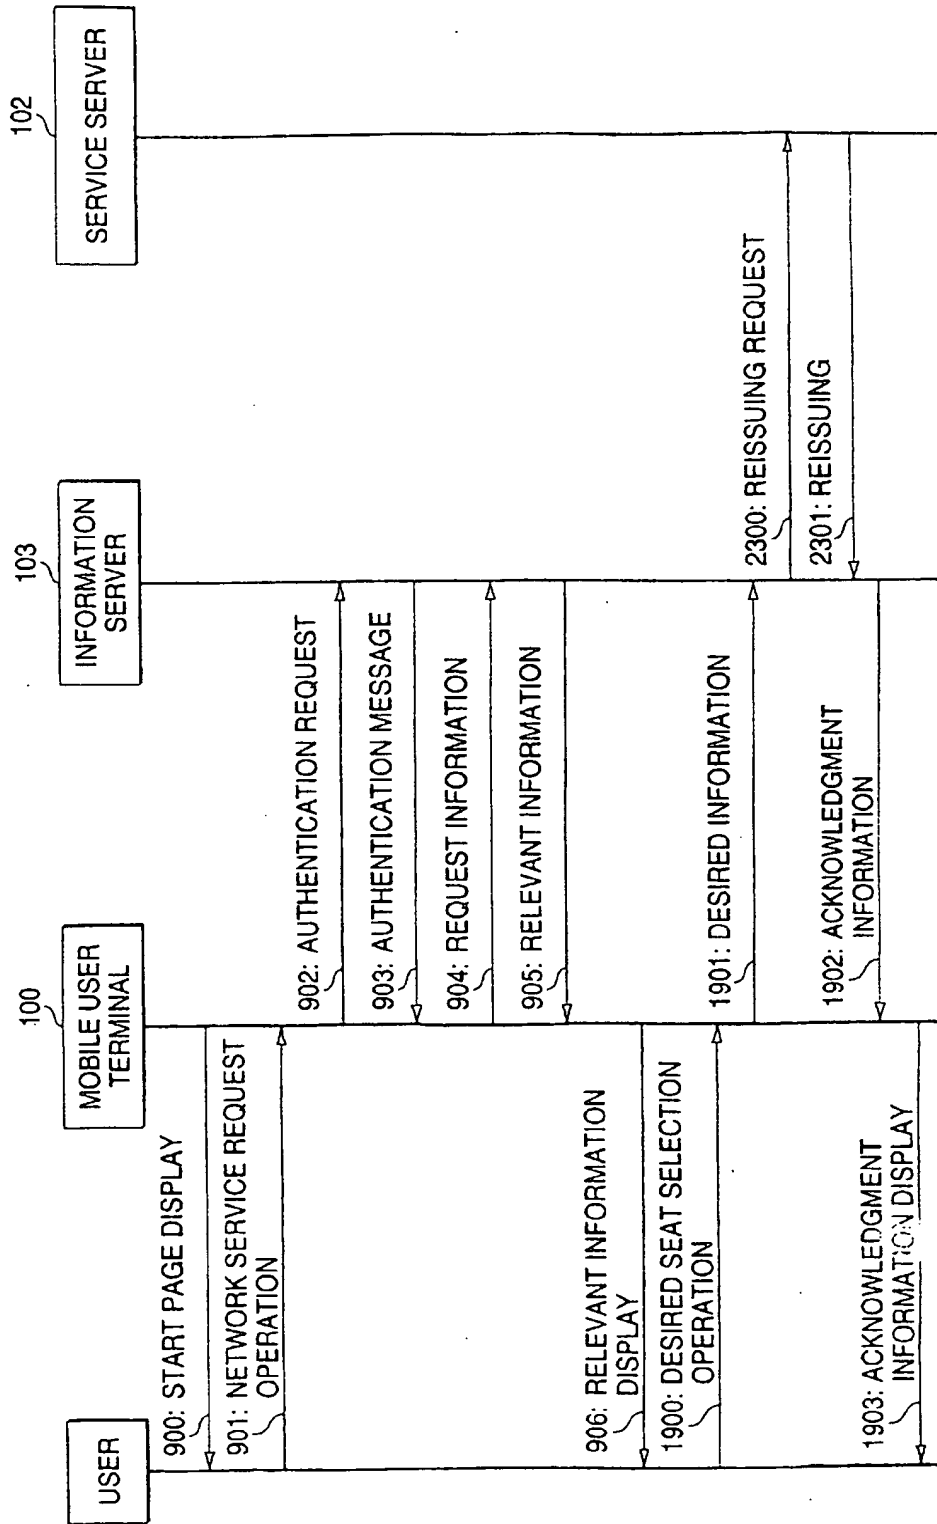 USER
100
MOBILE USER
TERMINAL
103
INFORMATION
SERVER
102
SERVICE SERVER
900: START PAGE DISPLAY
901: NETWORK SERVICE REQUEST
OPERATION
902: AUTHENTICATION REQUEST
903: AUTHENTICATION MESSAGE
904: REQUEST INFORMATION
905: RELEVANT INFORMATION
906: RELEVANT INFORMATION
DISPLAY
1900: DESIRED SEAT SELECTION
OPERATION
1901: DESIRED INFORMATION
2300: REISSUING REQUEST
2301: REISSUING
1902: ACKNOWLEDGMENT
INFORMATION
1903: ACKNOWLEDGMENT
INFORMATION DISPLAY